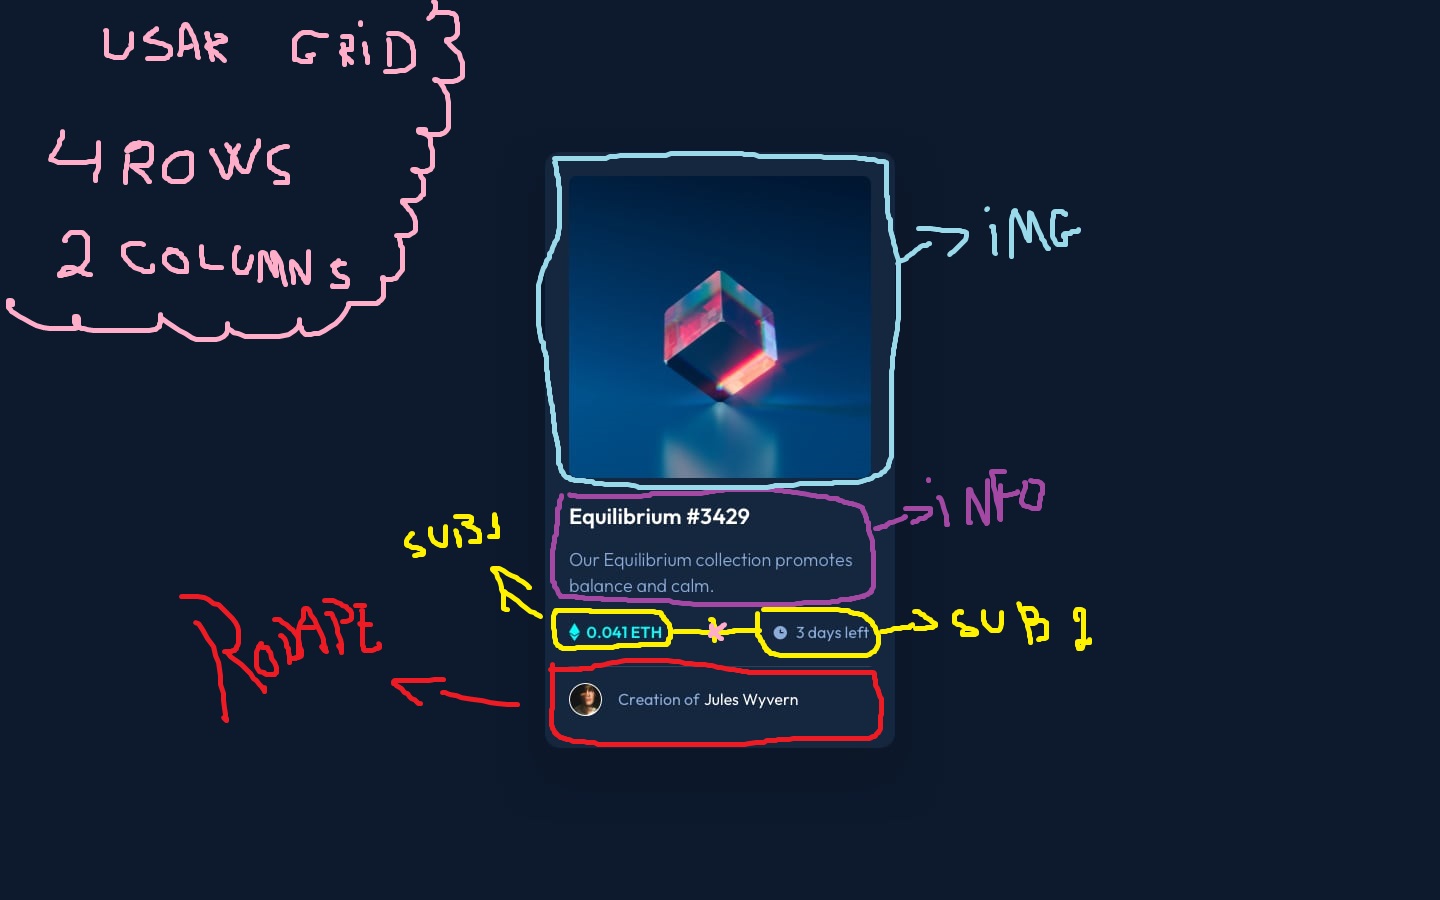 USAR GRiD
4 ROWS
2 COLUMNS
iMG
iNFO
Equilibrium #3429
Our Equilibrium collection promotes
balance and calm.
SUB1
0.041 ETH
3 days left
SUB 2
RODAPE
Creation of Jules Wyvern